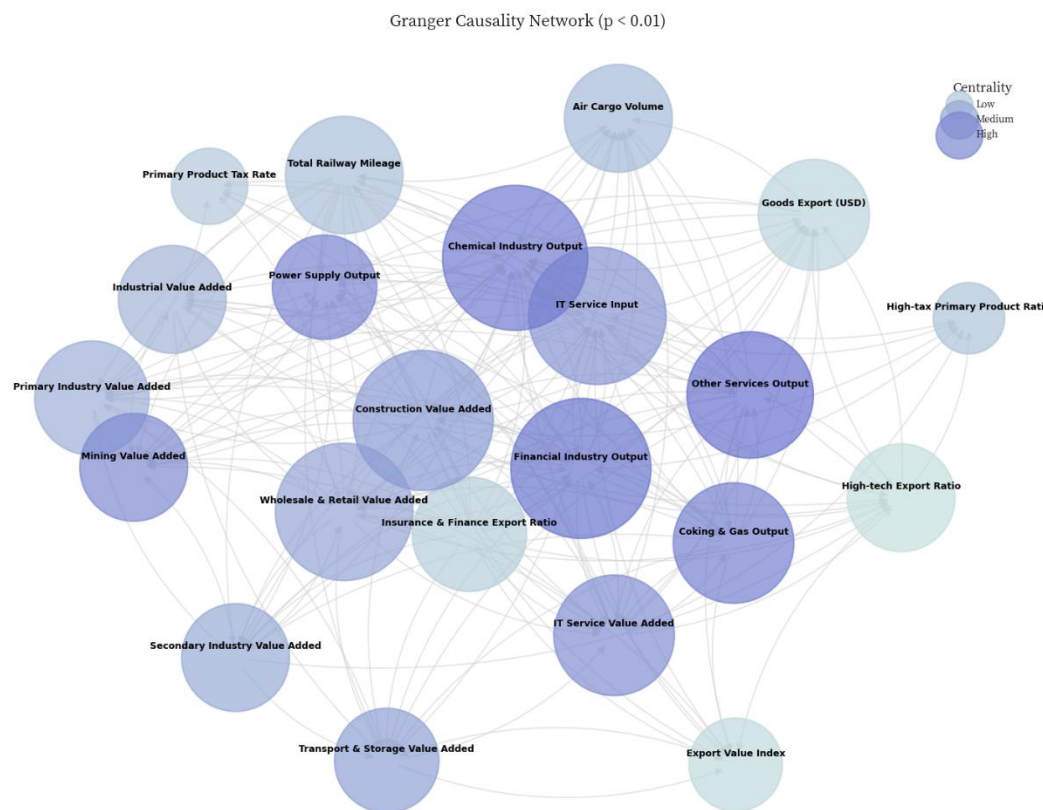 Granger Causality Network (p < 0.01)
Centrality
Low
Medium
High
Air Cargo Volume
Total Railway Mileage
Primary Product Tax Rate
Goods Export (USD)
Chemical Industry Output
Power Supply Output
Industrial Value Added
IT Service Input
High-tax Primary Product Rati
Primary Industry Value Added
Other Services Output
Construction Value Added
Mining Value Added
Financial Industry Output
High-tech Export Ratio
Wholesale & Retail Value Added
Insurance & Finance Export Ratio
Coking & Gas Output
IT Service Value Added
Secondary Industry Value Added
Transport & Storage Value Added
Export Value Index